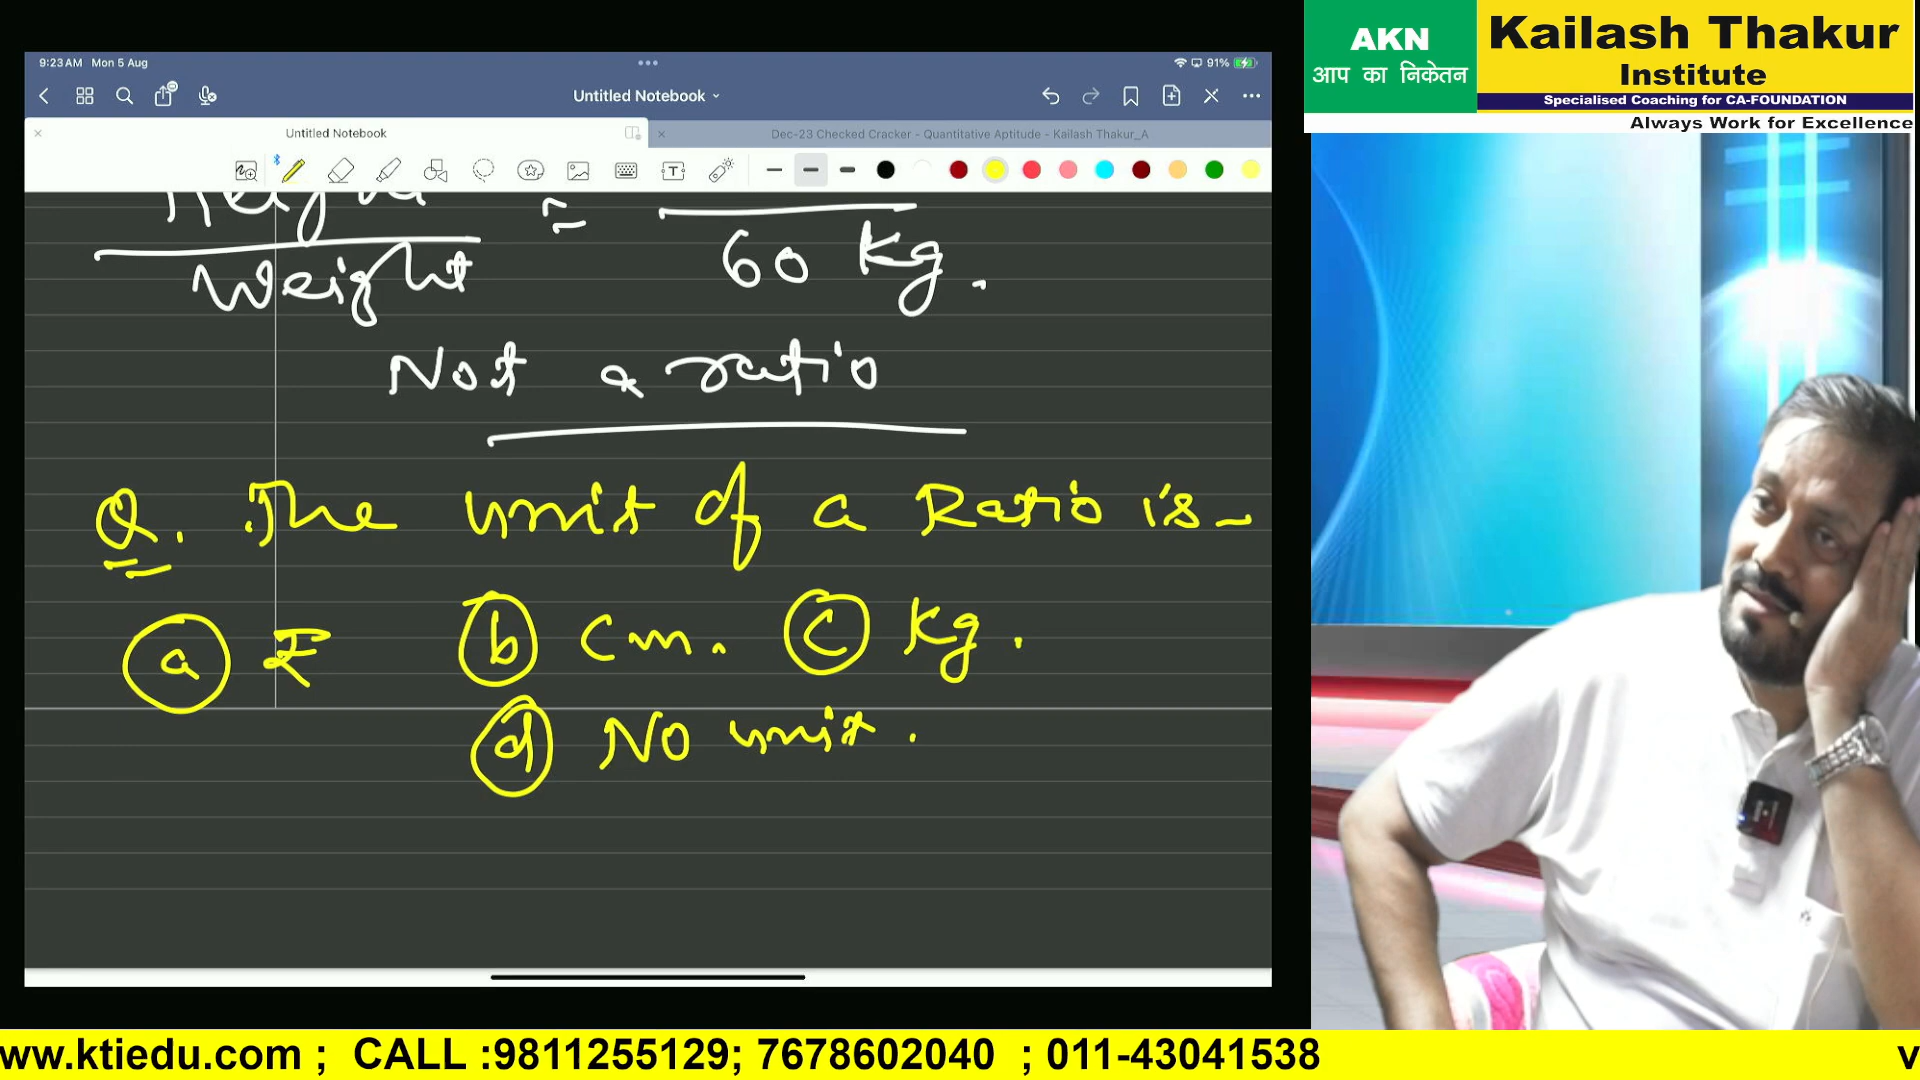 AKN
आप का निकेतन
Kailash Thakur
Institute
Specialised Coaching for CA-FOUNDATION
Always Work for Excellence
9:23 AM Mon 5 Aug
91%
Untitled Notebook
Untitled Notebook
Dec-23 Checked Cracker - Quantitative Aptitude - Kailash Thakur_A
Height
Weight
=
60 kg.
Not a ratio
Q. The unit of a Ratio is -
(a) ₹ (b) Cm. (c) kg.
(d) No unit.
ww.ktiedu.com ; CALL :9811255129; 7678602040 ; 011-43041538
v